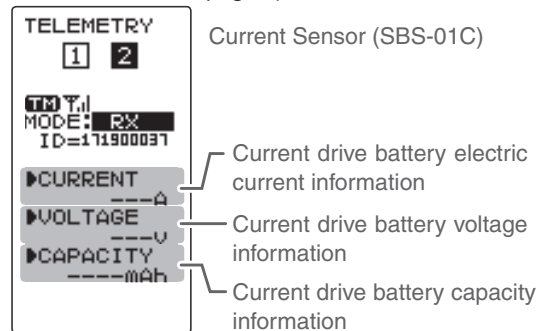 TELEMETRY
1 2
Current Sensor (SBS-01C)
TM
MODE: RX
ID=171900037
Current drive battery electric
current information
▶CURRENT
---A
Current drive battery voltage
information
▶VOLTAGE
---V
Current drive battery capacity
information
▶CAPACITY
----mAh